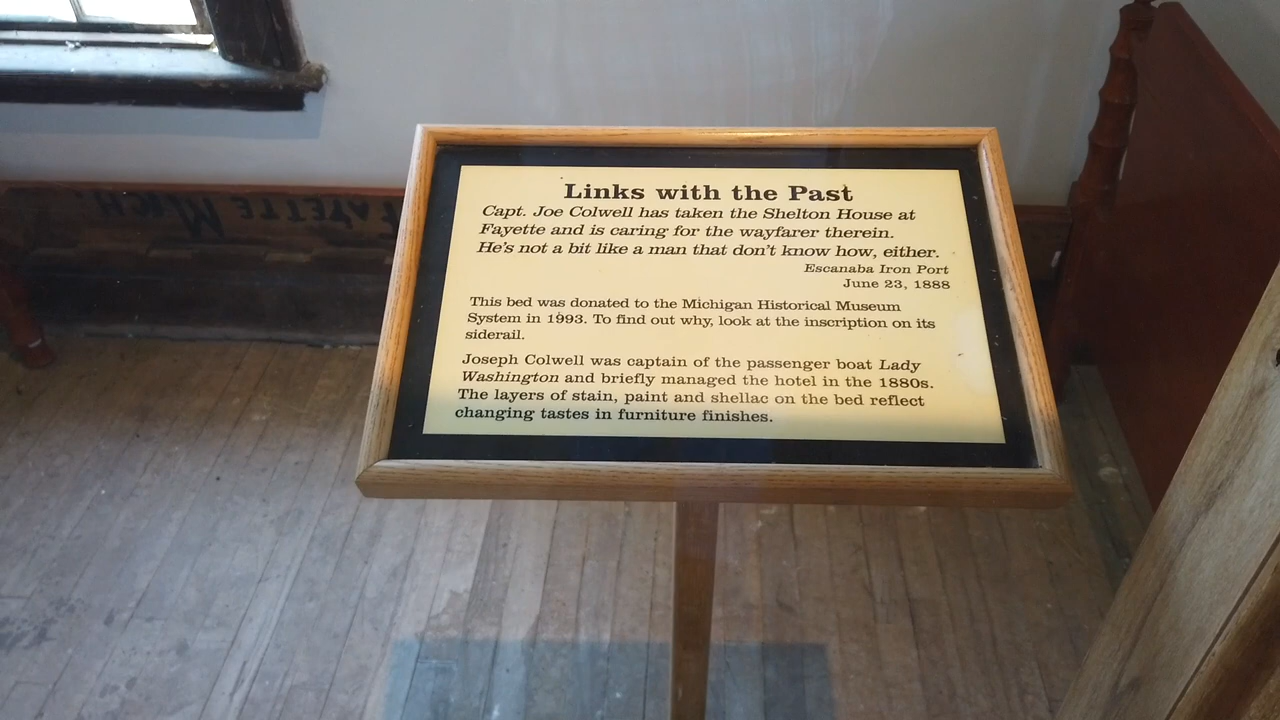 Links with the Past
Capt. Joe Colwell has taken the Shelton House at
Fayette and is caring for the wayfarer therein.
He's not a bit like a man that don't know how, either.
Escanaba Iron Port
June 23, 1888
This bed was donated to the Michigan Historical Museum
System in 1993. To find out why, look at the inscription on its
siderail.
Joseph Colwell was captain of the passenger boat Lady
Washington and briefly managed the hotel in the 1880s.
The layers of stain, paint and shellac on the bed reflect
changing tastes in furniture finishes.
FAYETTE MICH.